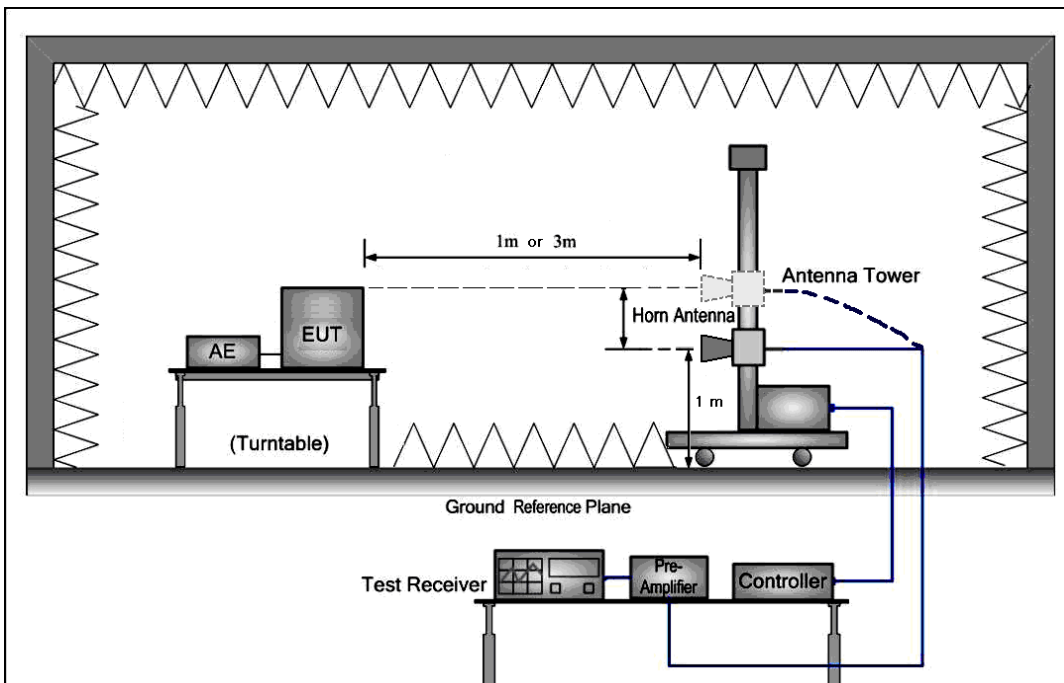 1m or 3m
Antenna Tower
Horn Antenna
EUT
AE
1 m
(Turntable)
Ground Reference Plane
Test Receiver
Pre-
Amplifier
Controller